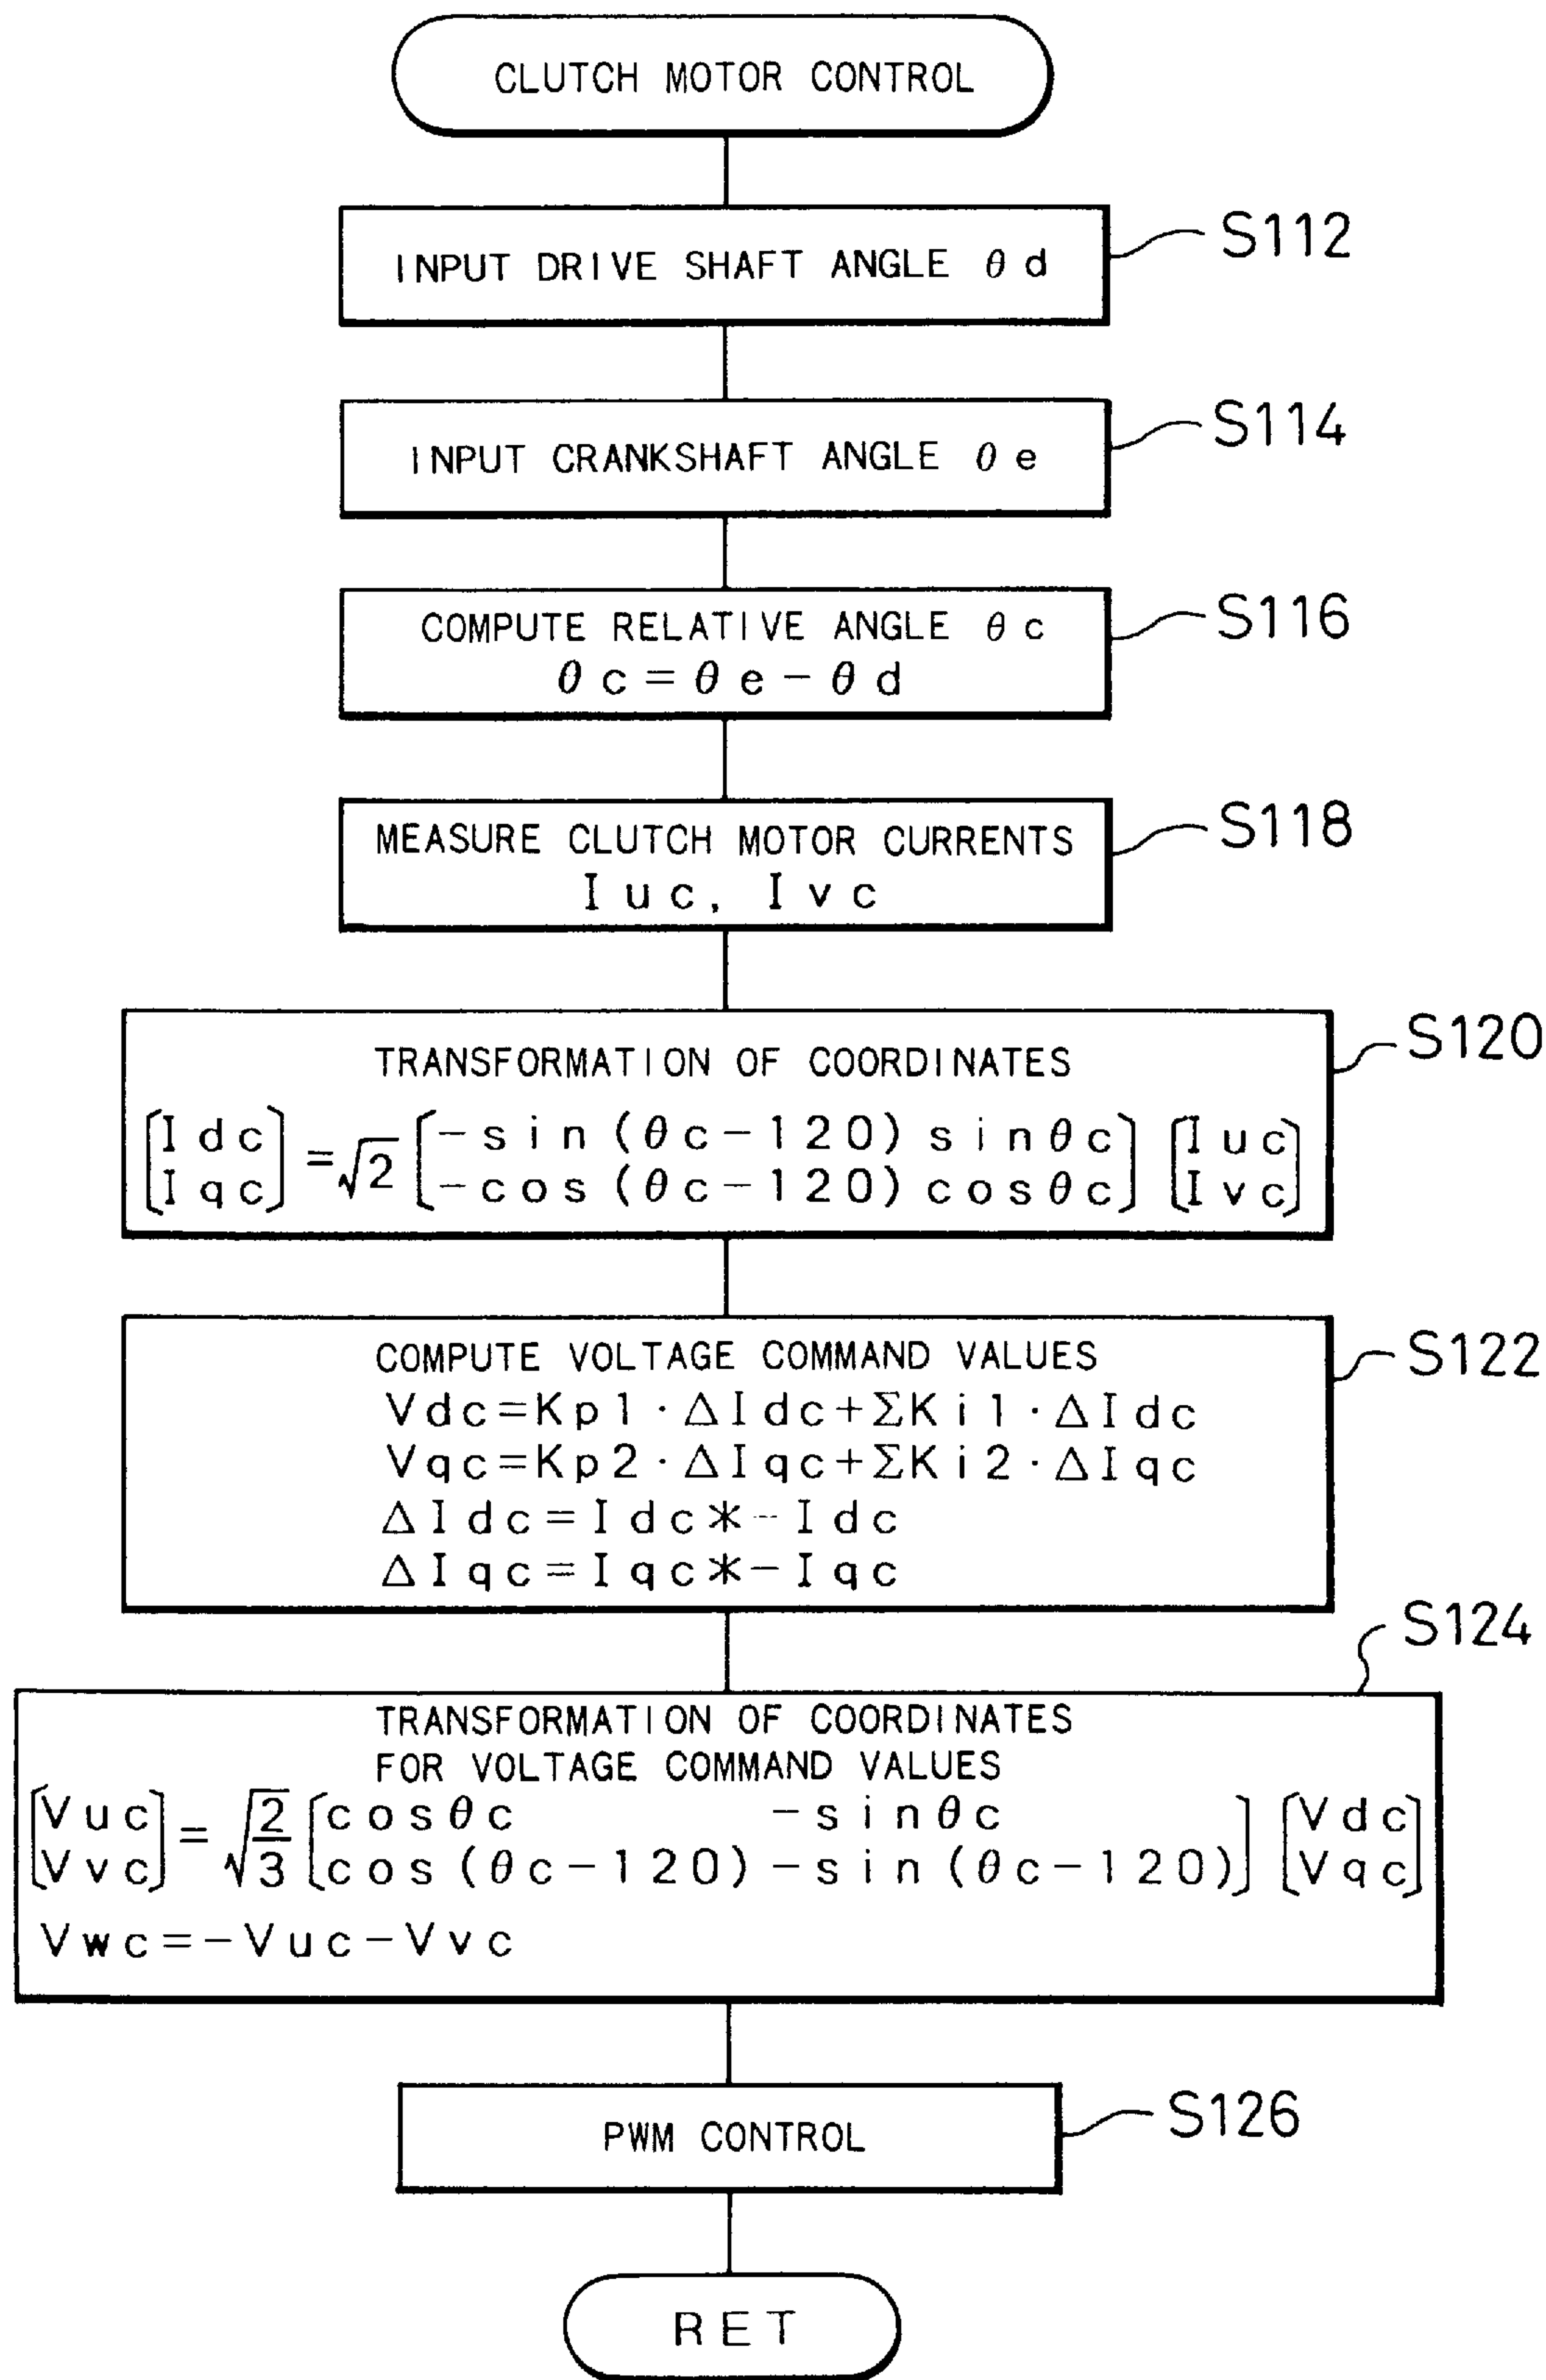 CLUTCH MOTOR CONTROL
INPUT DRIVE SHAFT ANGLE θd
S112
INPUT CRANKSHAFT ANGLE θe
S114
COMPUTE RELATIVE ANGLE θc
θc=θe-θd
S116
MEASURE CLUTCH MOTOR CURRENTS
Iuc, Ivc
S118
TRANSFORMATION OF COORDINATES
S120
[Idc] = √2 [-sin(θc-120) sinθc] [Iuc]
[Iqc] [-cos(θc-120) cosθc] [Ivc]
COMPUTE VOLTAGE COMMAND VALUES
S122
Vdc=Kp1·ΔIdc+ΣKi1·ΔIdc
Vqc=Kp2·ΔIqc+ΣKi2·ΔIqc
ΔIdc=Idc*-Idc
ΔIqc=Iqc*-Iqc
S124
TRANSFORMATION OF COORDINATES
FOR VOLTAGE COMMAND VALUES
[Vuc] = √2/3 [cosθc -sinθc] [Vdc]
[Vvc] [cos(θc-120) -sin(θc-120)] [Vqc]
Vwc=-Vuc-Vvc
PWM CONTROL
S126
RET